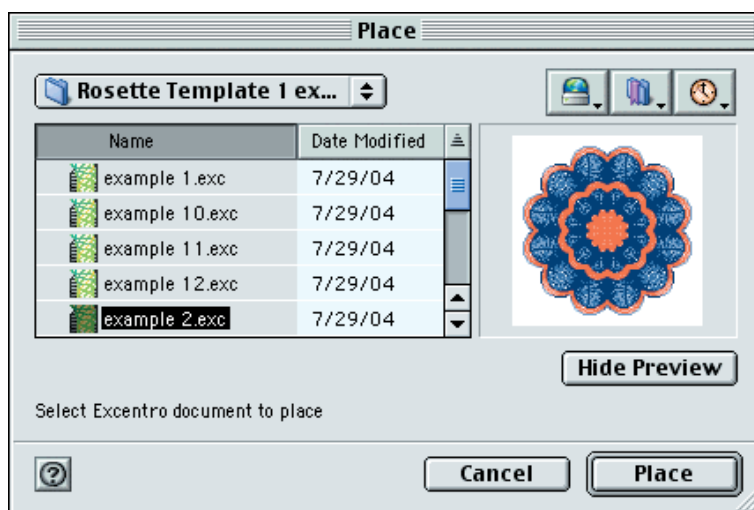 Place
Rosette Template 1 ex...
Name Date Modified
example 1.exc 7/29/04
example 10.exc 7/29/04
example 11.exc 7/29/04
example 12.exc 7/29/04
example 2.exc 7/29/04
Hide Preview
Select Excentro document to place
?
Cancel Place